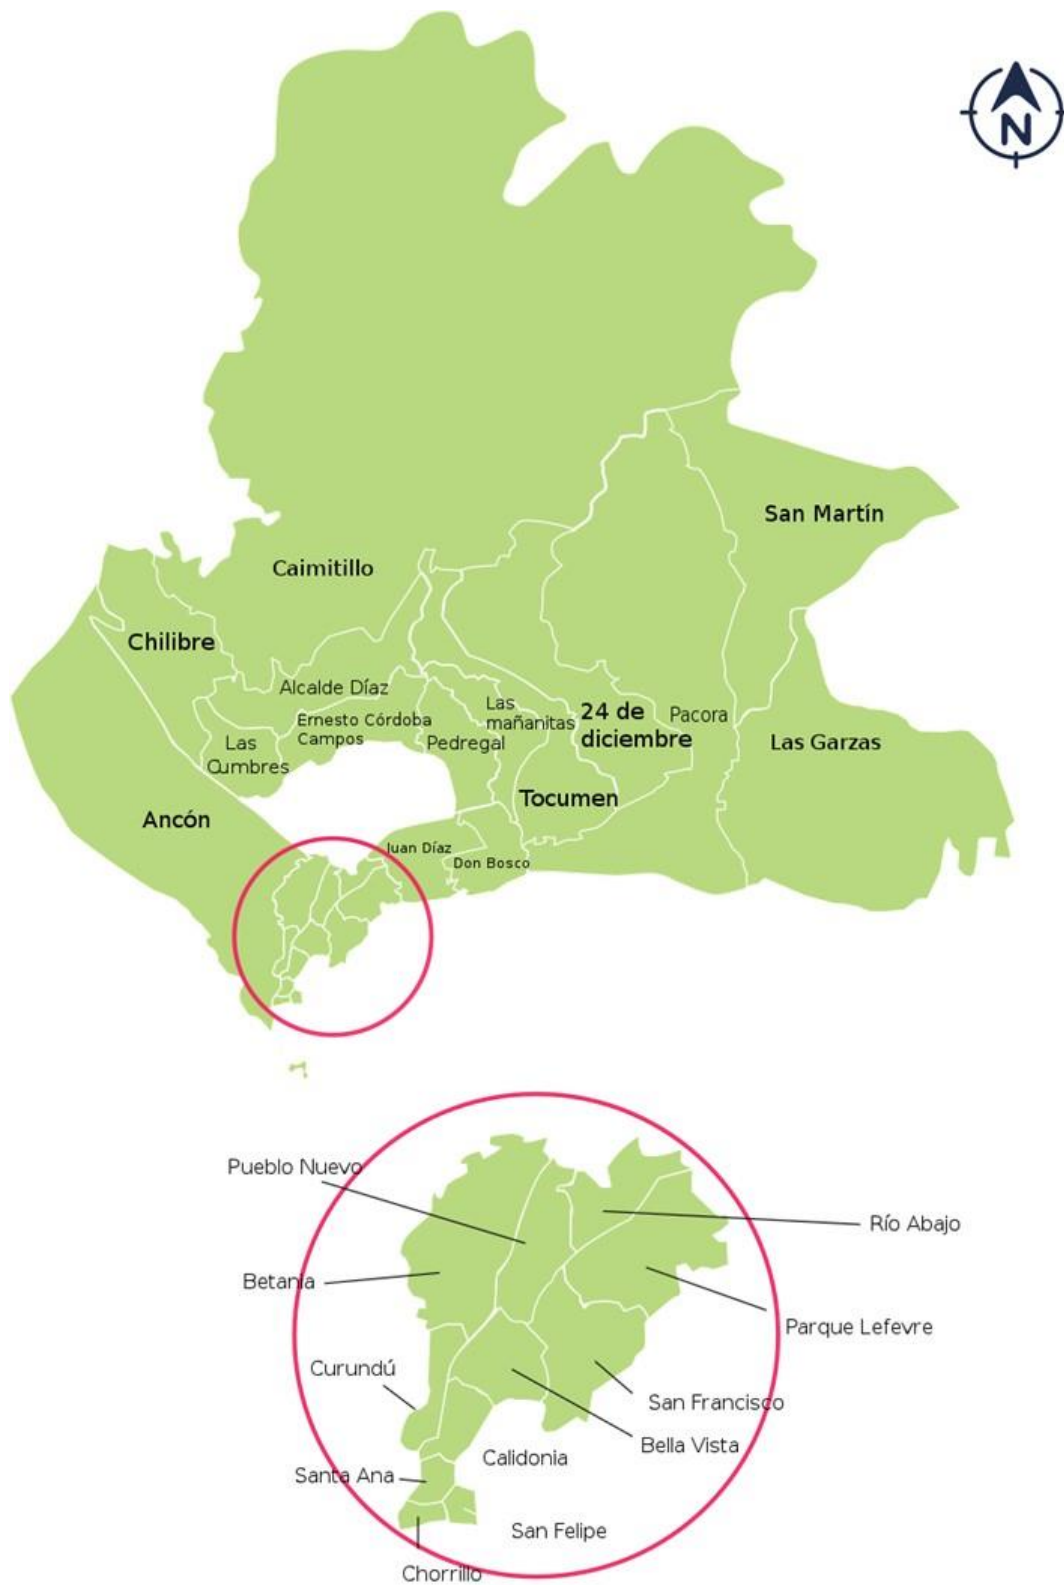 N
San Martín
Caimitillo
Chilibre
Alcalde Díaz
Las
mañanitas
24 de
diciembre
Pacora
Ernesto Córdoba
Campos
Las
Cumbres
Pedregal
Las Garzas
Tocumen
Ancón
Juan Díaz
Don Bosco
Pueblo Nuevo
Río Abajo
Betania
Parque Lefevre
Curundú
San Francisco
Bella Vista
Calidonia
Santa Ana
San Felipe
Chorrillo